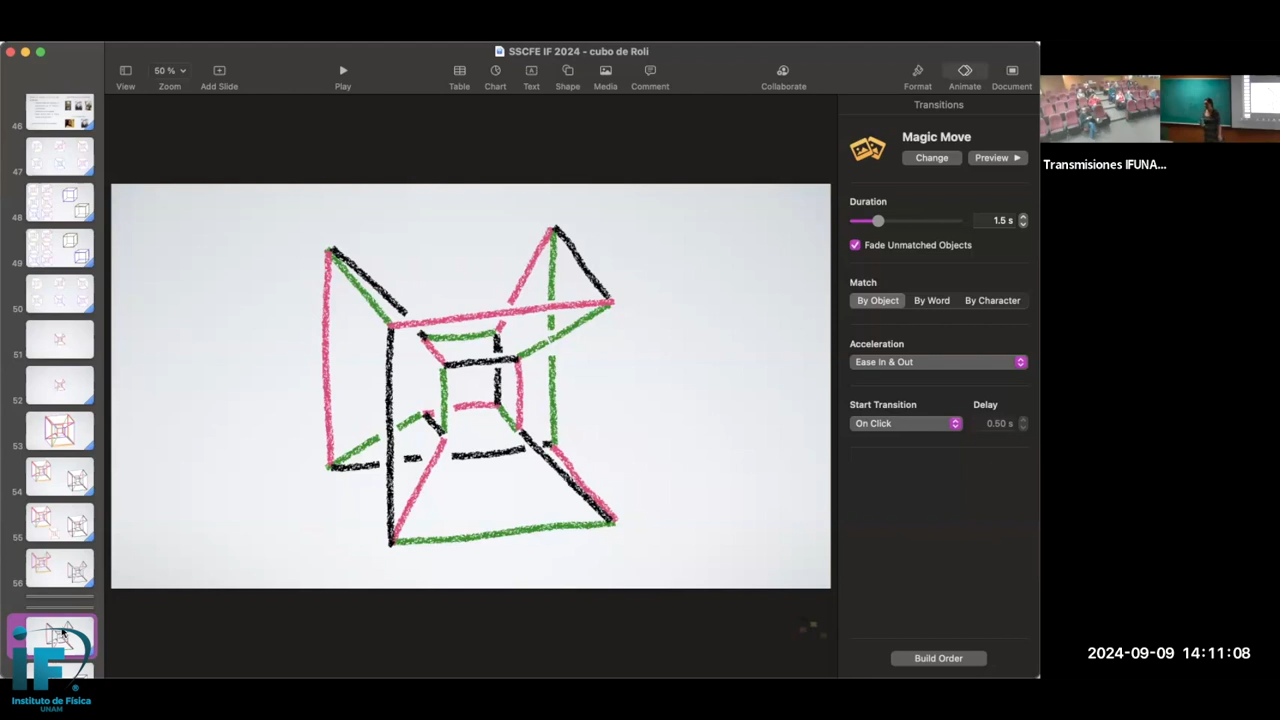 SSCFE IF 2024 - cubo de Roli
View
50 %
Zoom
Add Slide
Play
Table
Chart
Text
Shape
Media
Comment
Collaborate
Format
Animate
Document
Transitions
Magic Move
Change
Preview
Duration
1.5 s
Fade Unmatched Objects
Match
By Object
By Word
By Character
Acceleration
Ease In & Out
Start Transition
Delay
On Click
0.50 s
Build Order
46
47
48
49
50
51
52
53
54
55
56
Transmisiones IFUNA...
2024-09-09 14:11:08
IF
Instituto de Física
UNAM